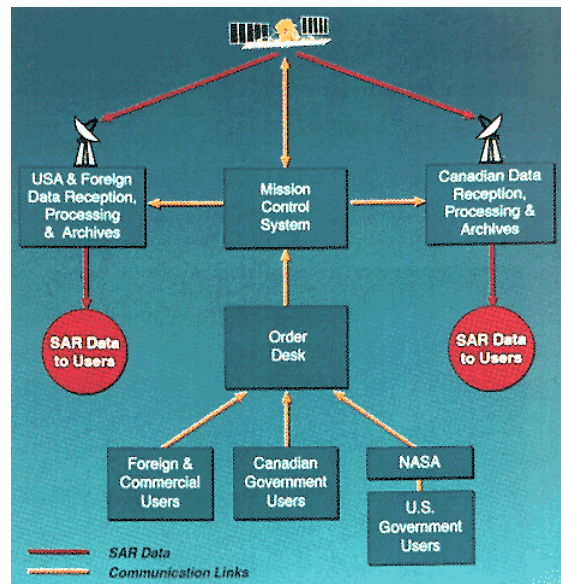 USA & Foreign
Data Reception,
Processing
& Archives
Mission
Control
System
Canadian Data
Reception,
Processing &
Archives
SAR Data
to Users
Order
Desk
SAR Data
to Users
Foreign &
Commercial
Users
Canadian
Government
Users
NASA
U.S.
Government
Users
SAR Data
Communication Links